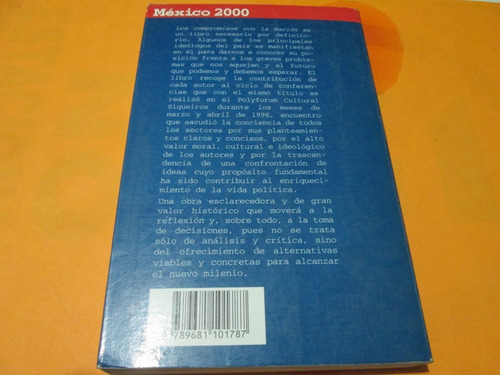 México 2000
Los compromisos con la Nación es
un libro necesario por definito-
rio. Algunos de los principales
ideólogos del país se manifiestan
en él para darnos a conocer su po-
sición frente a los graves proble-
mas que nos aquejan y al futuro
que podemos y debemos esperar. El
libro recoge la contribución de
cada autor al ciclo de conferen-
cias que con el mismo título se
realizó en el Polyforum Cultural
Siqueiros durante los meses de
marzo y abril de 1996, encuentro
que sacudió la conciencia de todos
los sectores por sus planteamien-
tos claros y concisos, por el alto
valor moral, cultural e ideológico
de los autores y por la trascen-
dencia de una confrontación de
ideas cuyo propósito fundamental
ha sido contribuir al enriqueci-
miento de la vida política.
Una obra esclarecedora y de gran
valor histórico que moverá a la
reflexión y, sobre todo, a la toma
de decisiones, pues no se trata
sólo de análisis y crítica, sino
del ofrecimiento de alternativas
viables y concretas para alcanzar
el nuevo milenio.
789681 101787